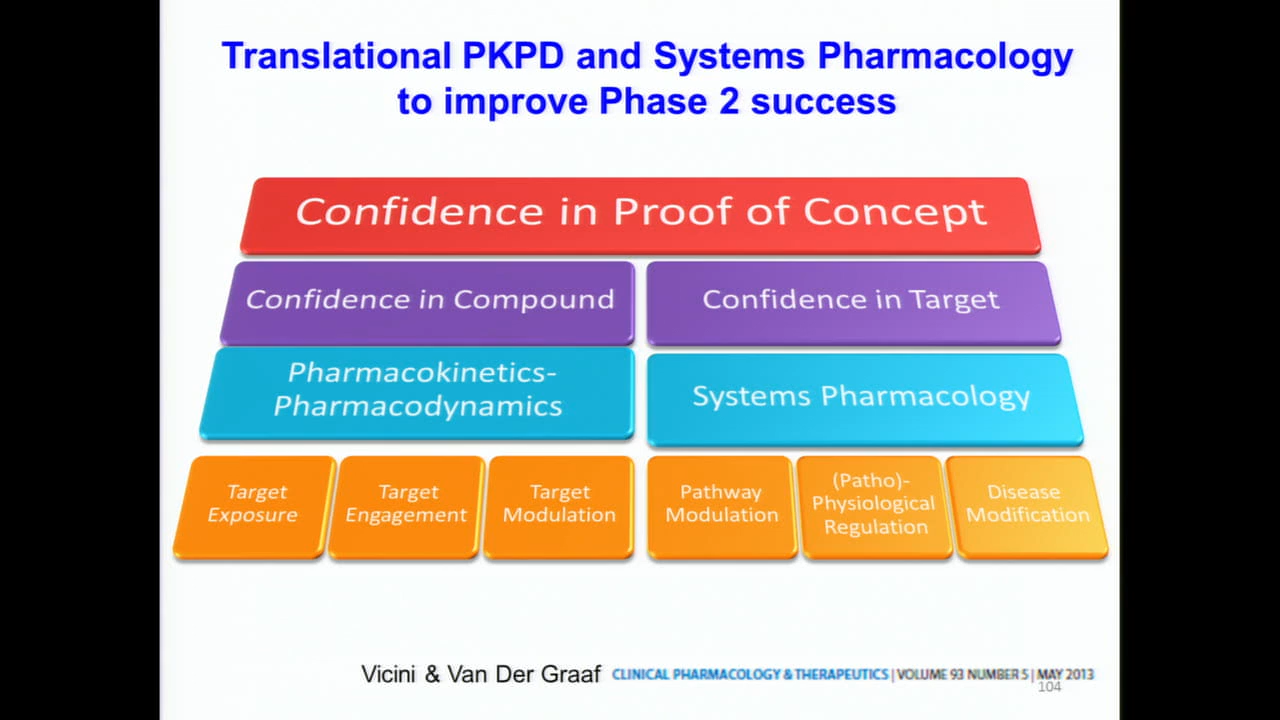 Translational PKPD and Systems Pharmacology
to improve Phase 2 success
Confidence in Proof of Concept
Confidence in Compound
Confidence in Target
Pharmacokinetics-
Pharmacodynamics
Systems Pharmacology
Target
Exposure
Target
Engagement
Target
Modulation
Pathway
Modulation
(Patho)-
Physiological
Regulation
Disease
Modification
Vicini & Van Der Graaf CLINICAL PHARMACOLOGY & THERAPEUTICS | VOLUME 93 NUMBER 5 | MAY 2013
104